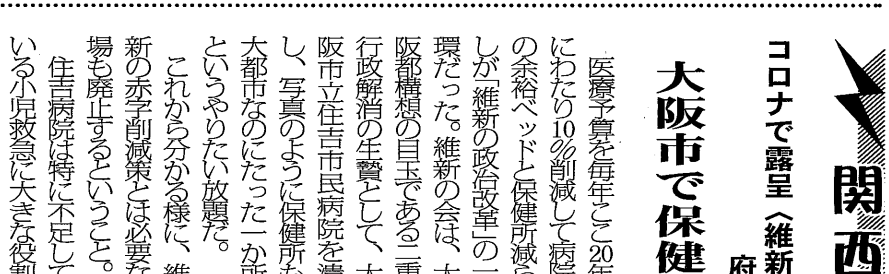 関西
コロナで露呈〈維新
府
大阪市で保健
医療予算を毎年ここ20年
にわたり10%削減して病院
の余裕ベッドと保健所減ら
しが「維新の政治改革」の一
環だった。維新の会は、大
阪都構想の目玉である二重
行政解消の生贄として、大
阪市立住吉市民病院を潰
し、写真のように保健所も
大都市なのにたった一か所
というやりたい放題だ。
これから分かる様に、維
新の赤字削減策とは必要な
場も廃止するということ。
住吉病院は特に不足して
いる小児救急に大きな役割